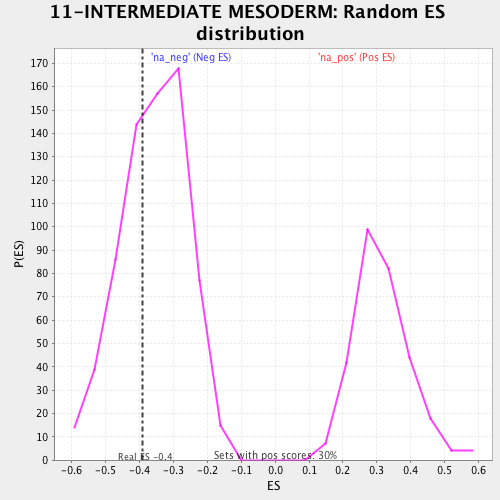 11-INTERMEDIATE MESODERM: Random ES
distribution
'na_neg' (Neg ES) 'na_pos' (Pos ES)
170
160
150
140
130
120
110
100
90
80
70
60
50
40
30
20
10
0
P(ES)
Real ES -0.4 Sets with pos scores: 30%
-0.6 -0.5 -0.4 -0.3 -0.2 -0.1 0.0 0.1 0.2 0.3 0.4 0.5 0.6
ES